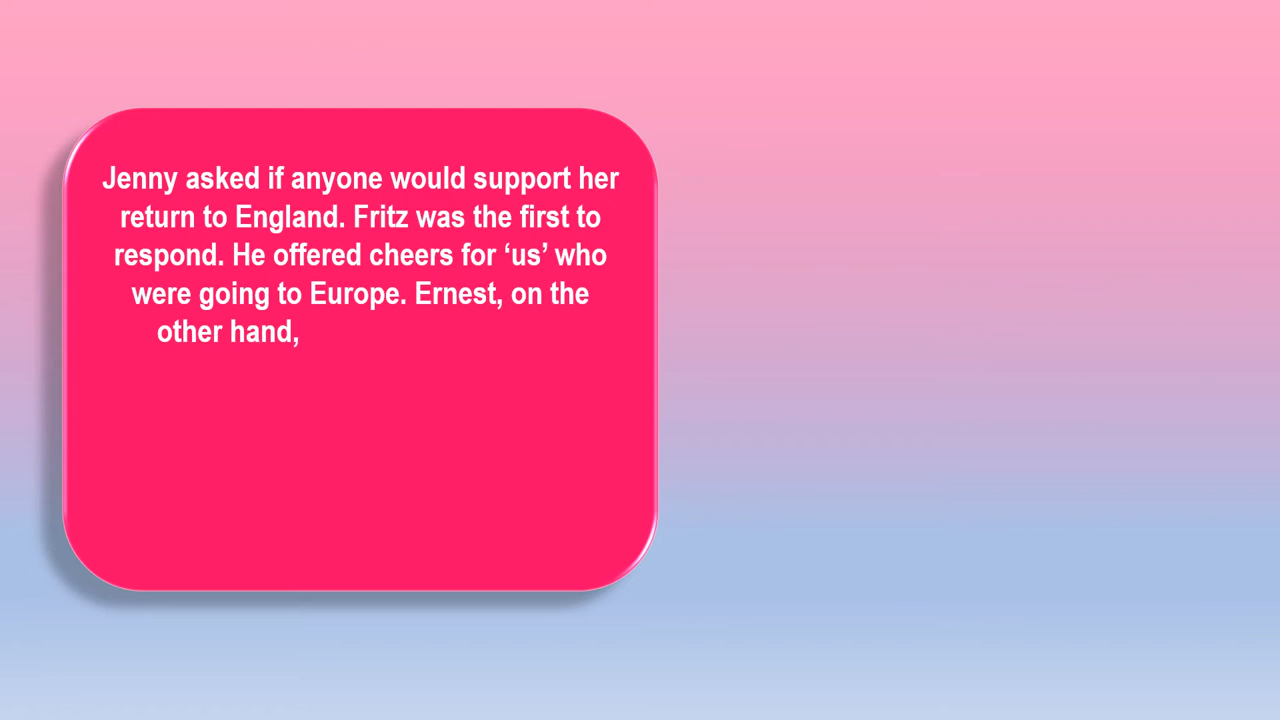 Jenny asked if anyone would support her
return to England. Fritz was the first to
respond. He offered cheers for ‘us’ who
were going to Europe. Ernest, on the
other hand,